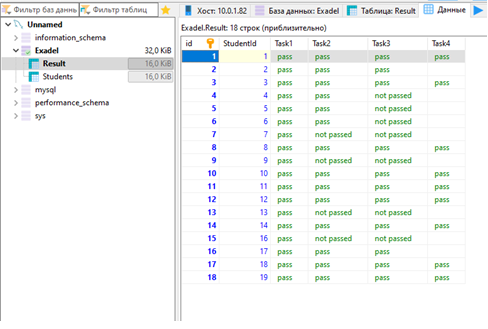 Фильтр баз данн Фильтр таблиц Хост: 10.0.1.82 База данных: Exadel Таблица: Result Данные
Unnamed
information_schema
Exadel 32,0 KiB
Result 16,0 KiB
Students 16,0 KiB
mysql
performance_schema
sys
Exadel.Result: 18 строк (приблизительно)
id StudentId Task1 Task2 Task3 Task4
1 1 pass pass pass pass
2 2 pass pass pass
3 3 pass pass pass pass
4 4 pass pass not passed
5 5 pass pass not passed
6 6 pass pass not passed
7 7 pass not passed not passed
8 8 pass pass pass pass
9 9 pass not passed not passed
10 10 pass pass pass pass
11 11 pass pass pass pass
12 12 pass pass pass pass
13 13 pass not passed not passed
14 14 pass pass pass pass
15 16 pass not passed not passed
16 17 pass pass pass
17 18 pass pass pass pass
18 19 pass pass pass pass